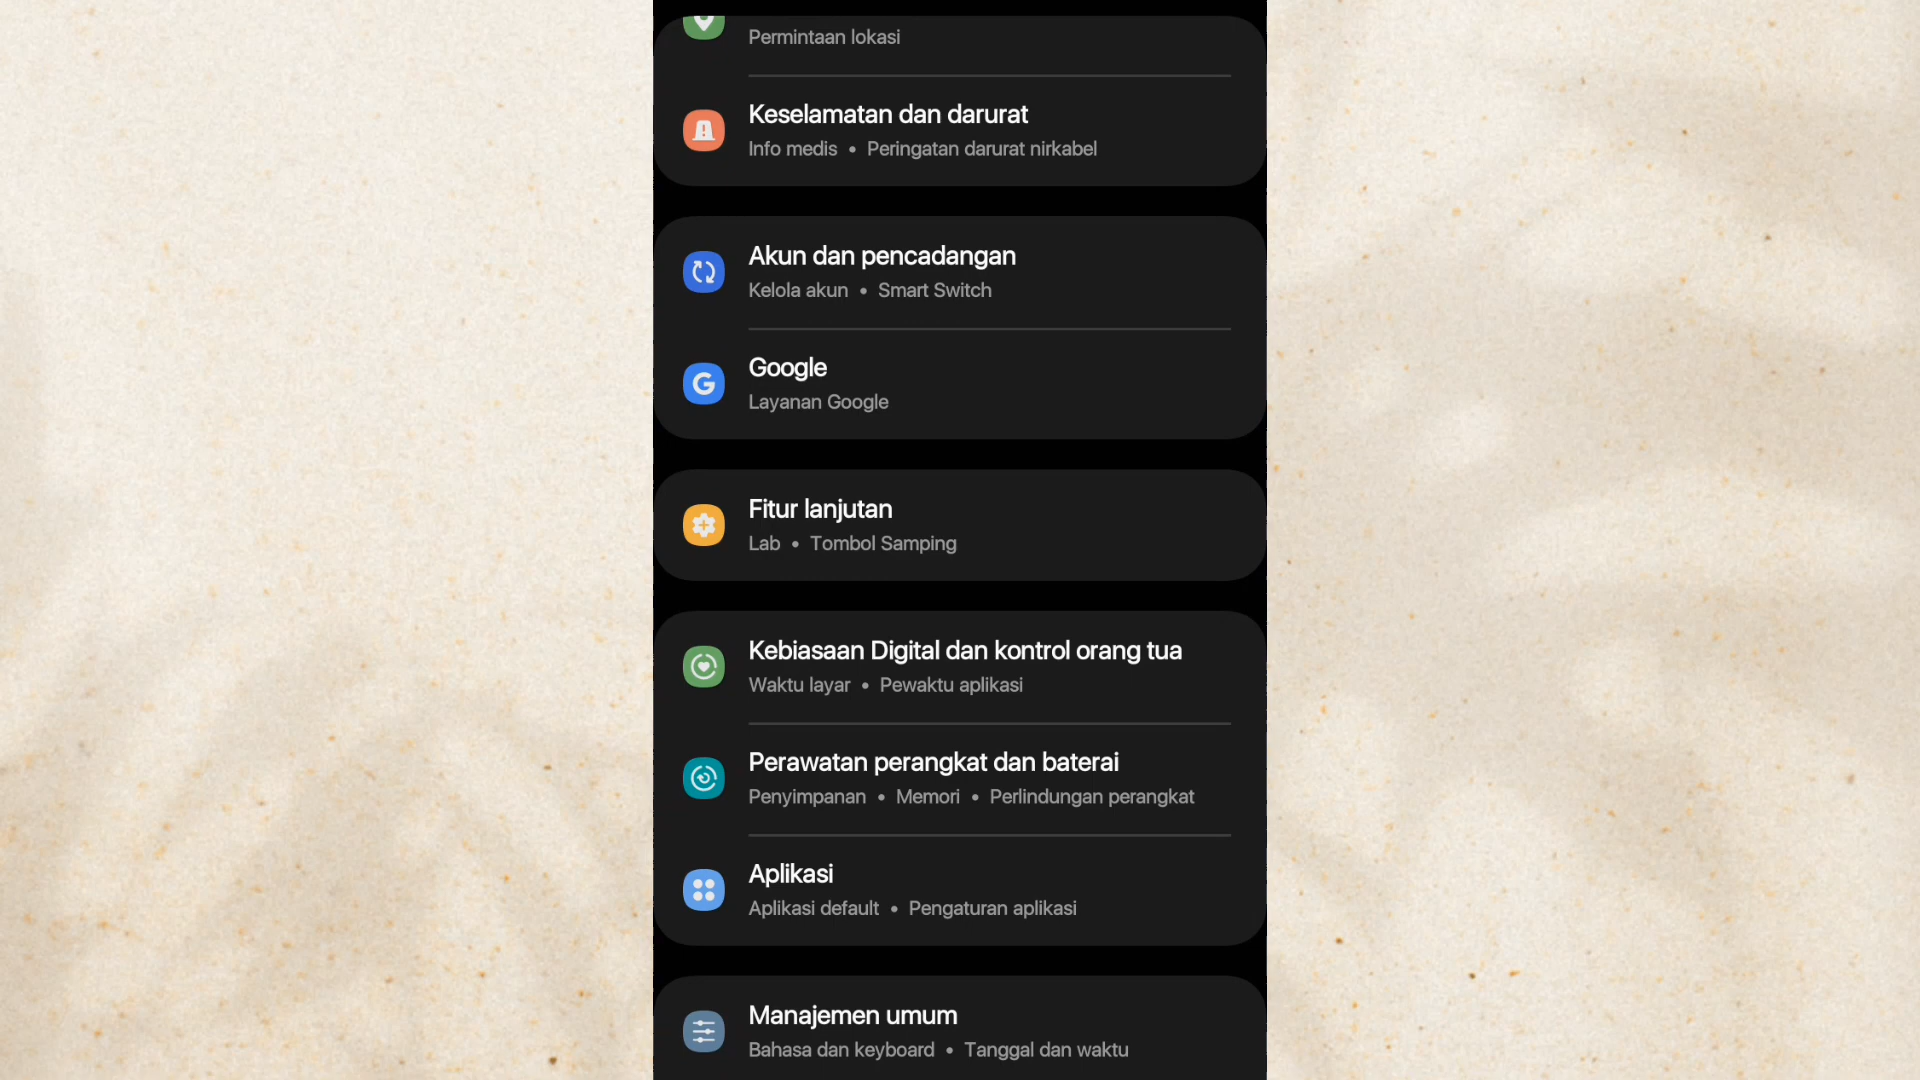 Permintaan lokasi
Keselamatan dan darurat
Info medis • Peringatan darurat nirkabel
Akun dan pencadangan
Kelola akun • Smart Switch
Google
Layanan Google
Fitur lanjutan
Lab • Tombol Samping
Kebiasaan Digital dan kontrol orang tua
Waktu layar • Pewaktu aplikasi
Perawatan perangkat dan baterai
Penyimpanan • Memori • Perlindungan perangkat
Aplikasi
Aplikasi default • Pengaturan aplikasi
Manajemen umum
Bahasa dan keyboard • Tanggal dan waktu